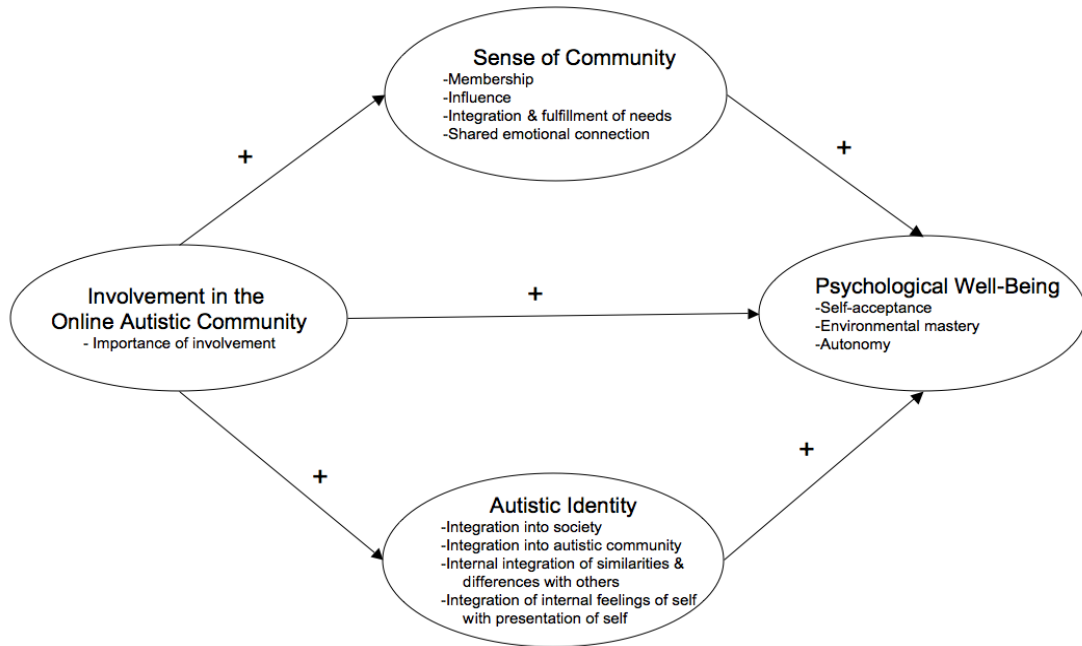 Sense of Community
-Membership
-Influence
-Integration & fulfillment of needs
-Shared emotional connection
+
+
Involvement in the
Online Autistic Community
- Importance of involvement
+
Psychological Well-Being
-Self-acceptance
-Environmental mastery
-Autonomy
+
+
Autistic Identity
-Integration into society
-Integration into autistic community
-Internal integration of similarities &
differences with others
-Integration of internal feelings of self
with presentation of self